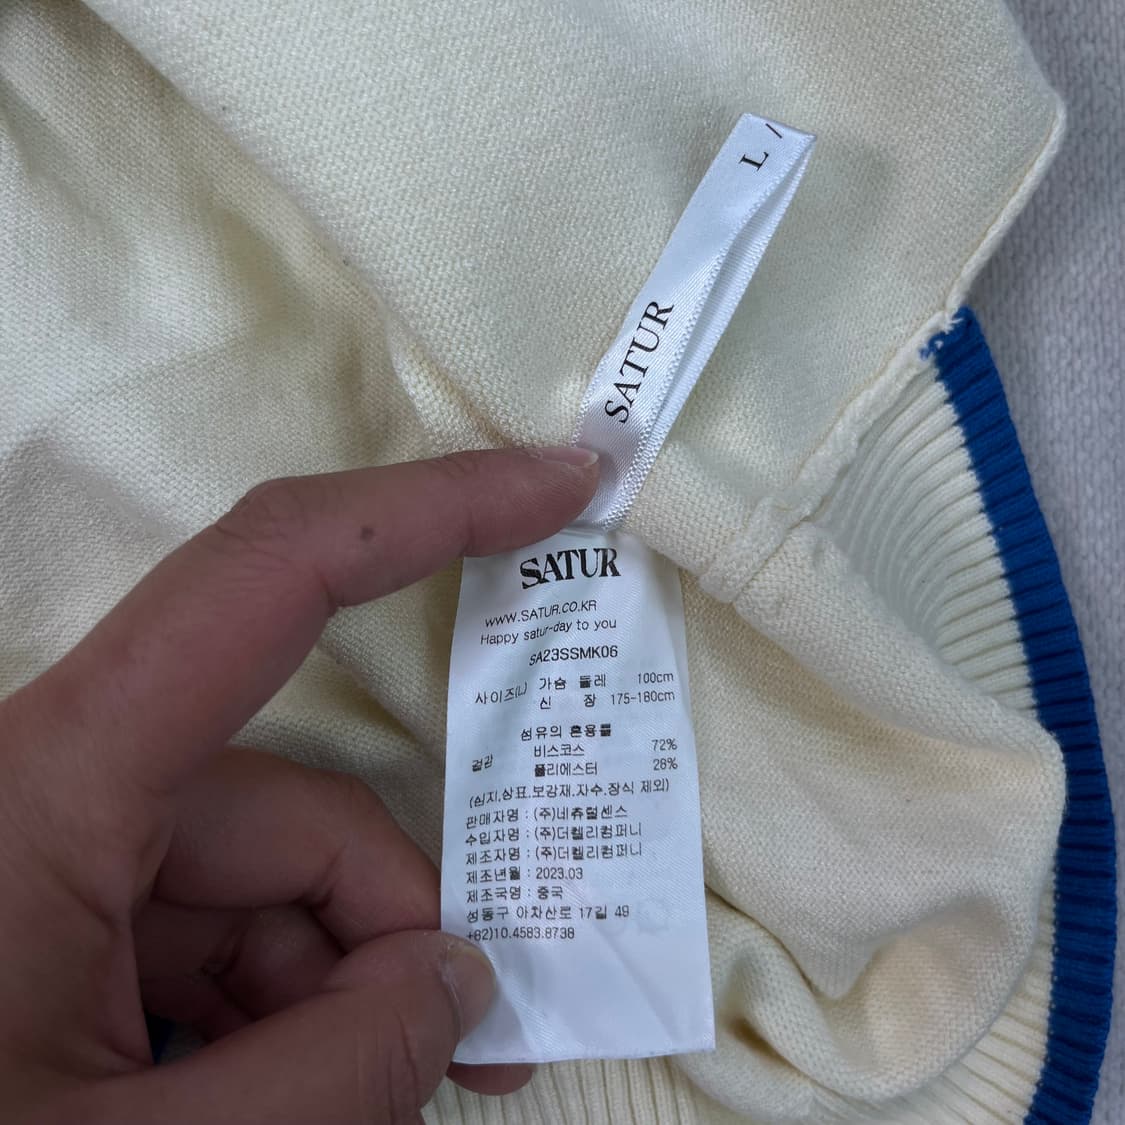 L /
SATUR
SATUR
WWW.SATUR.CO.KR
Happy satur-day to you
SA23SSMK06
사이즈(L) 가슴 둘레 100cm
신 장 175-180cm
섬유의 혼용률
겉감 비스코스 72%
폴리에스터 28%
(심지,상표,보강재,자수,장식 제외)
판매자명 : (주)네츄럴센스
수입자명 : (주)더켈리컴퍼니
제조자명 : (주)더켈리컴퍼니
제조년월 : 2023.03
제조국명 : 중국
성동구 아차산로 17길 49
+82)10.4583.8738